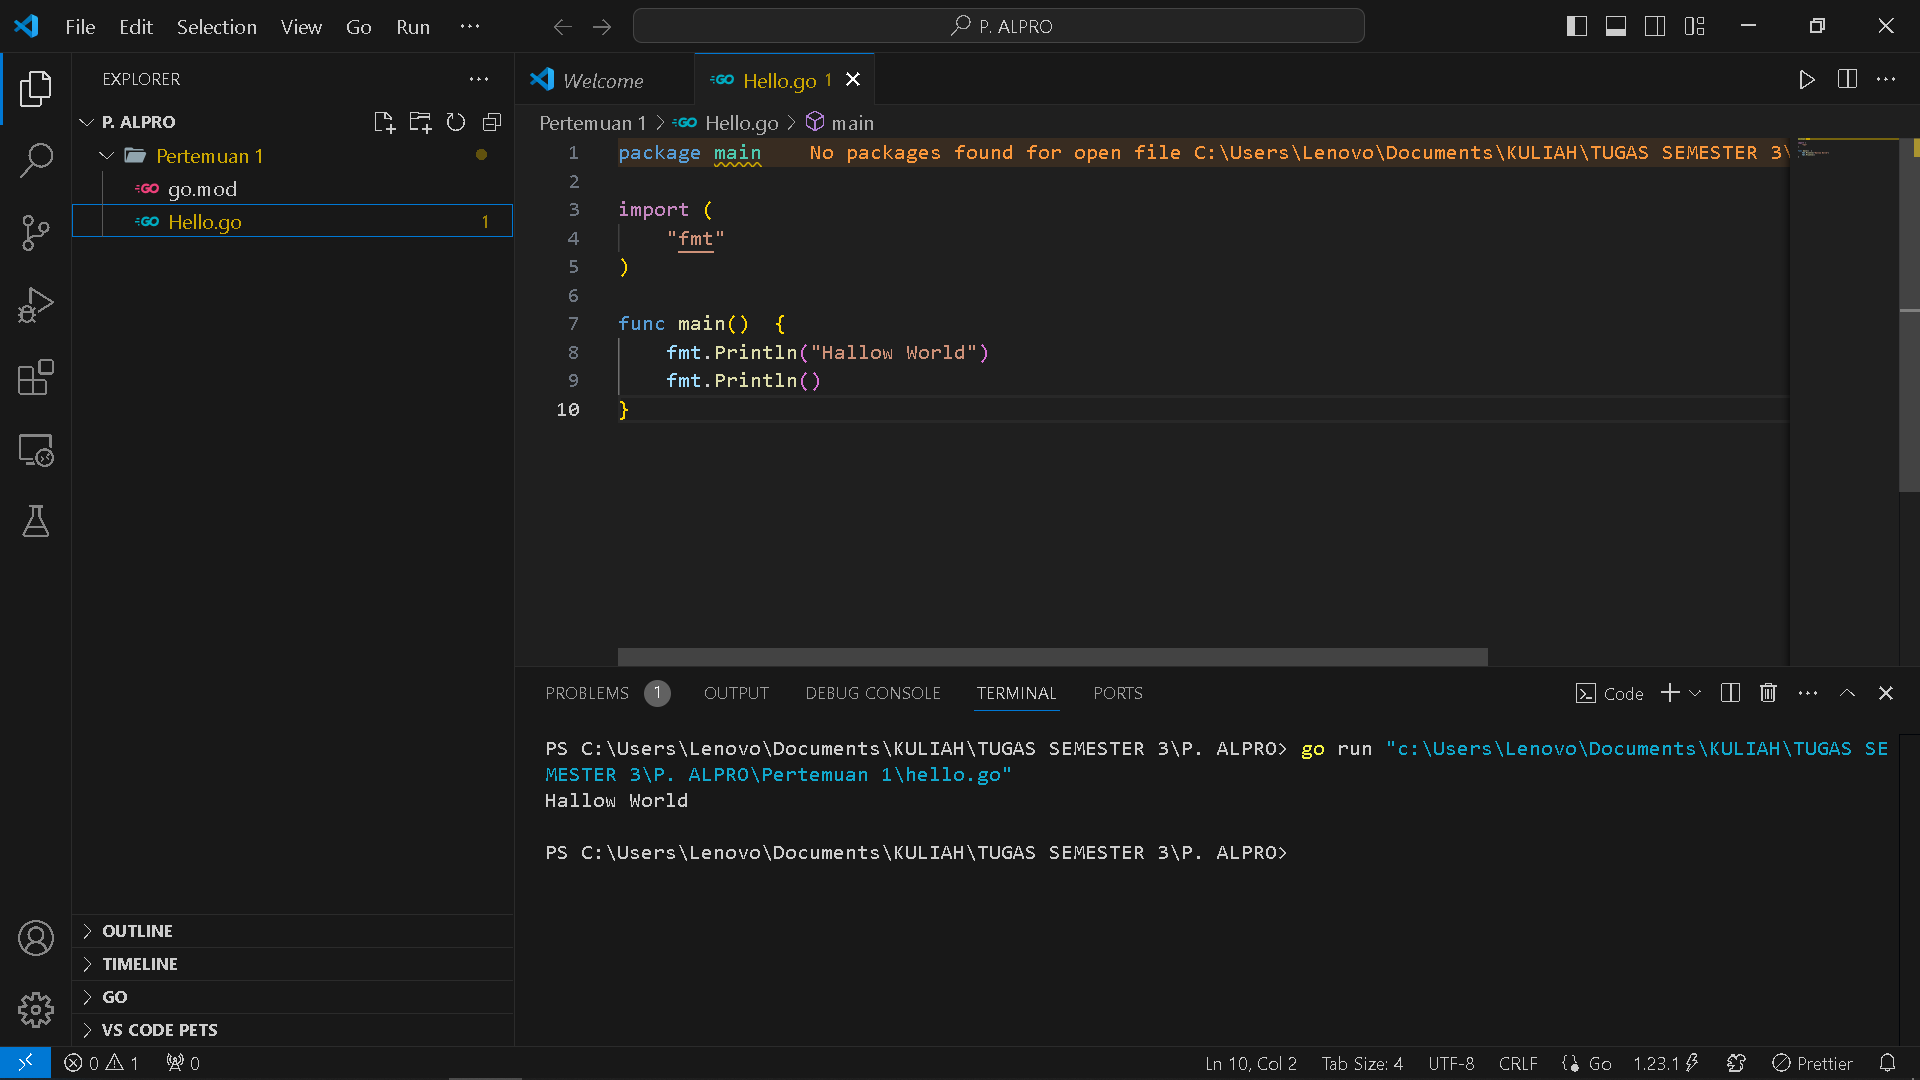 File Edit Selection View Go Run ···
P. ALPRO
EXPLORER
P. ALPRO
Pertemuan 1
go.mod
Hello.go 1
OUTLINE
TIMELINE
GO
VS CODE PETS
Welcome
Hello.go 1
Pertemuan 1 > Hello.go > main
1 package main No packages found for open file C:\Users\Lenovo\Documents\KULIAH\TUGAS SEMESTER 3\
2
3 import (
4 "fmt"
5 )
6
7 func main()  {
8 fmt.Println("Hallow World")
9 fmt.Println()
10 }
PROBLEMS 1 OUTPUT DEBUG CONSOLE TERMINAL PORTS
Code
PS C:\Users\Lenovo\Documents\KULIAH\TUGAS SEMESTER 3\P. ALPRO> go run "c:\Users\Lenovo\Documents\KULIAH\TUGAS SE
MESTER 3\P. ALPRO\Pertemuan 1\hello.go"
Hallow World
PS C:\Users\Lenovo\Documents\KULIAH\TUGAS SEMESTER 3\P. ALPRO>
0 1 0 Ln 10, Col 2 Tab Size: 4 UTF-8 CRLF Go 1.23.1 Prettier